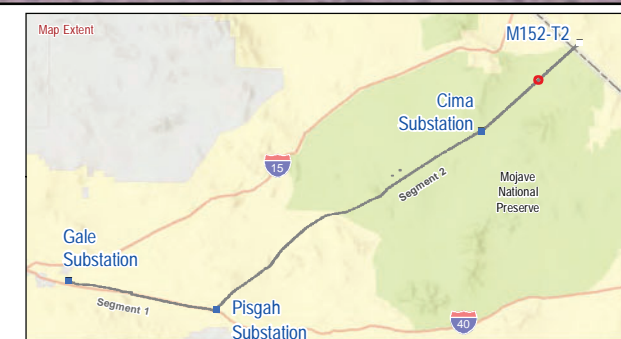 Map Extent
M152-T2
Cima
Substation
15
Segment 2
Mojave
National
Preserve
Gale
Substation
Segment 1
Pisgah
Substation
40